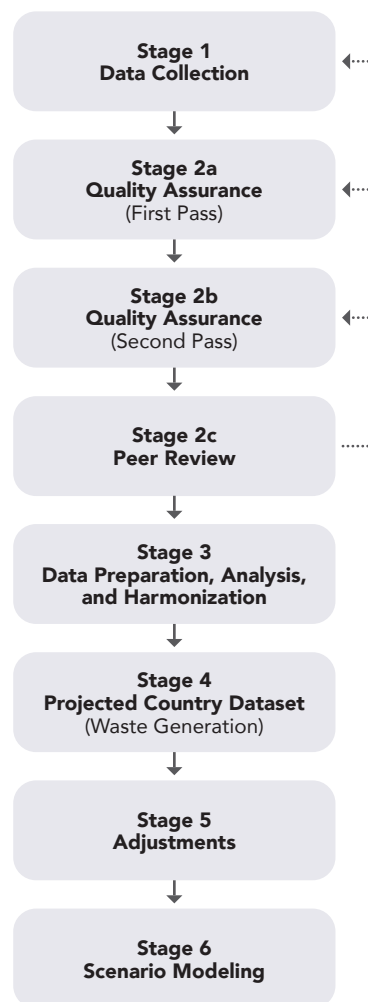 Stage 1
Data Collection
Stage 2a
Quality Assurance
(First Pass)
Stage 2b
Quality Assurance
(Second Pass)
Stage 2c
Peer Review
Stage 3
Data Preparation, Analysis,
and Harmonization
Stage 4
Projected Country Dataset
(Waste Generation)
Stage 5
Adjustments
Stage 6
Scenario Modeling